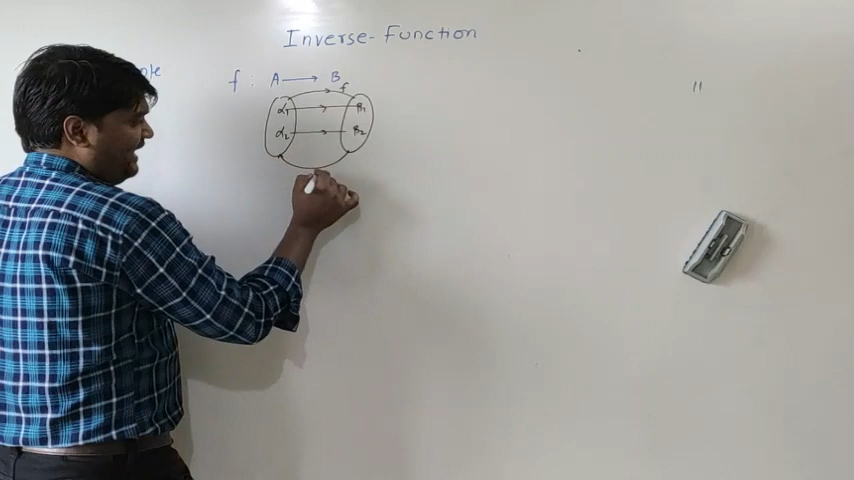 Inverse-Function
f : A → B
f
α₁ β₁
α₂ β₂
"